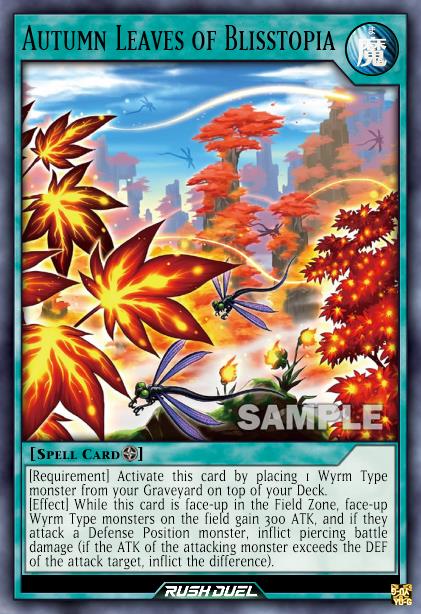 AUTUMN LEAVES OF BLISSTOPIA
ま
魔
SAMPLE
[SPELL CARD]
[Requirement] Activate this card by placing 1 Wyrm Type
monster from your Graveyard on top of your Deck.
[Effect] While this card is face-up in the Field Zone, face-up
Wyrm Type monsters on the field gain 300 ATK, and if they
attack a Defense Position monster, inflict piercing battle
damage (if the ATK of the attacking monster exceeds the DEF
of the attack target, inflict the difference).
RUSH DUEL